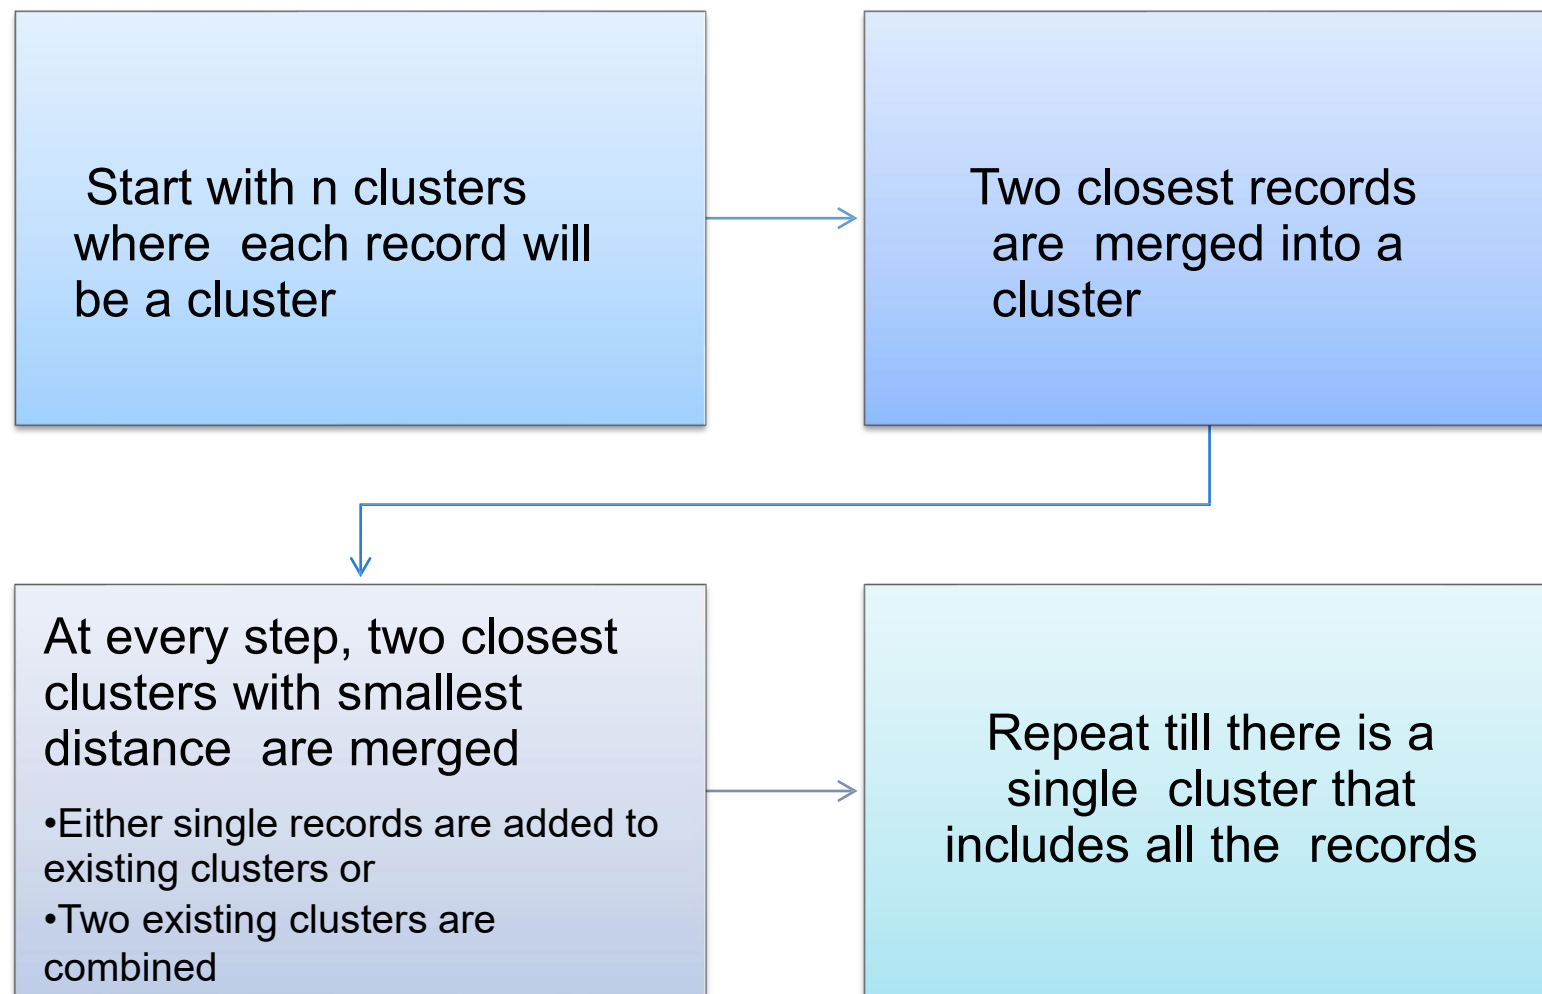 Start with n clusters
where each record will
be a cluster
Two closest records
are merged into a
cluster
At every step, two closest
clusters with smallest
distance are merged
•Either single records are added to
existing clusters or
•Two existing clusters are
combined
Repeat till there is a
single cluster that
includes all the records